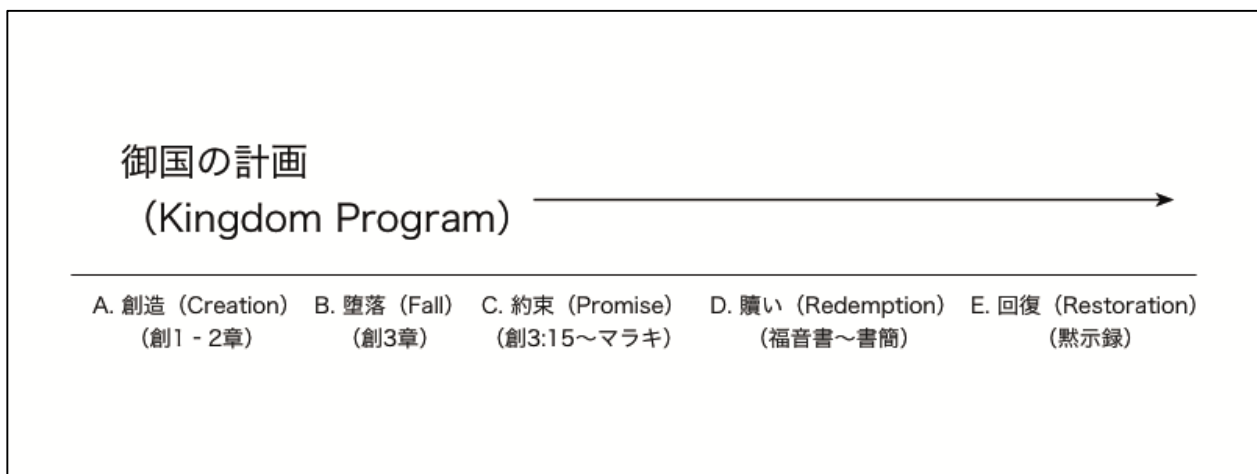 御国の計画
（Kingdom Program）
A. 創造（Creation） B. 堕落（Fall） C. 約束（Promise） D. 贖い（Redemption） E. 回復（Restoration）
（創1 - 2章） （創3章） （創3:15〜マラキ） （福音書〜書簡） （黙示録）